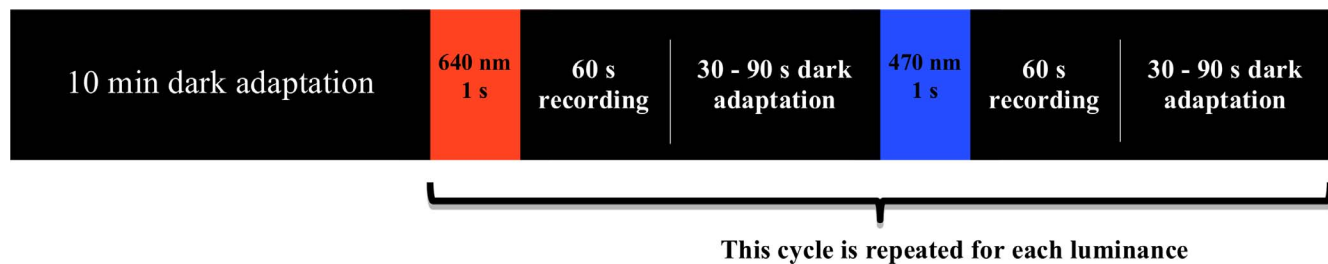 10 min dark adaptation
640 nm
1 s
60 s
recording
30 - 90 s dark
adaptation
470 nm
1 s
60 s
recording
30 - 90 s dark
adaptation
This cycle is repeated for each luminance